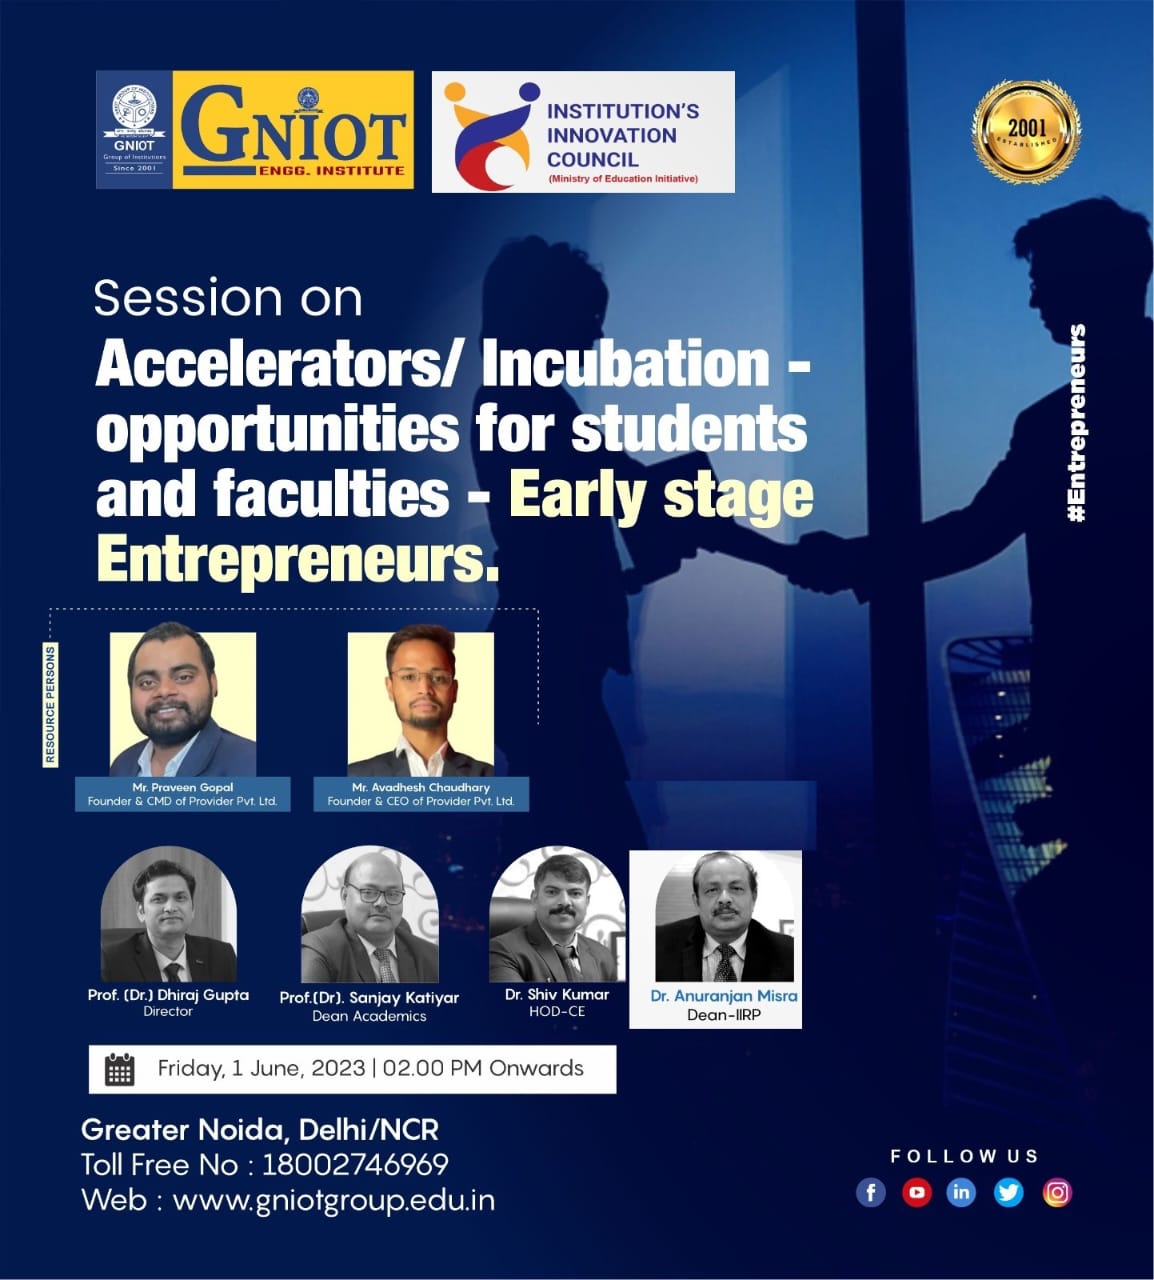 GNIOT
Group of Institutions
Since 2001
GNIOT
ENGG. INSTITUTE
INSTITUTION'S
INNOVATION
COUNCIL
(Ministry of Education Initiative)
2001
ESTABLISHED
Session on
Accelerators/ Incubation -
opportunities for students
and faculties - Early stage
Entrepreneurs.
#Entrepreneurs
RESOURCE PERSONS
Mr. Praveen Gopal
Founder & CMD of Provider Pvt. Ltd.
Mr. Avadhesh Chaudhary
Founder & CEO of Provider Pvt. Ltd.
Prof. (Dr.) Dhiraj Gupta
Director
Prof.(Dr). Sanjay Katiyar
Dean Academics
Dr. Shiv Kumar
HOD-CE
Dr. Anuranjan Misra
Dean-IIRP
Friday, 1 June, 2023 | 02.00 PM Onwards
Greater Noida, Delhi/NCR
Toll Free No : 18002746969
Web : www.gniotgroup.edu.in
FOLLOW US